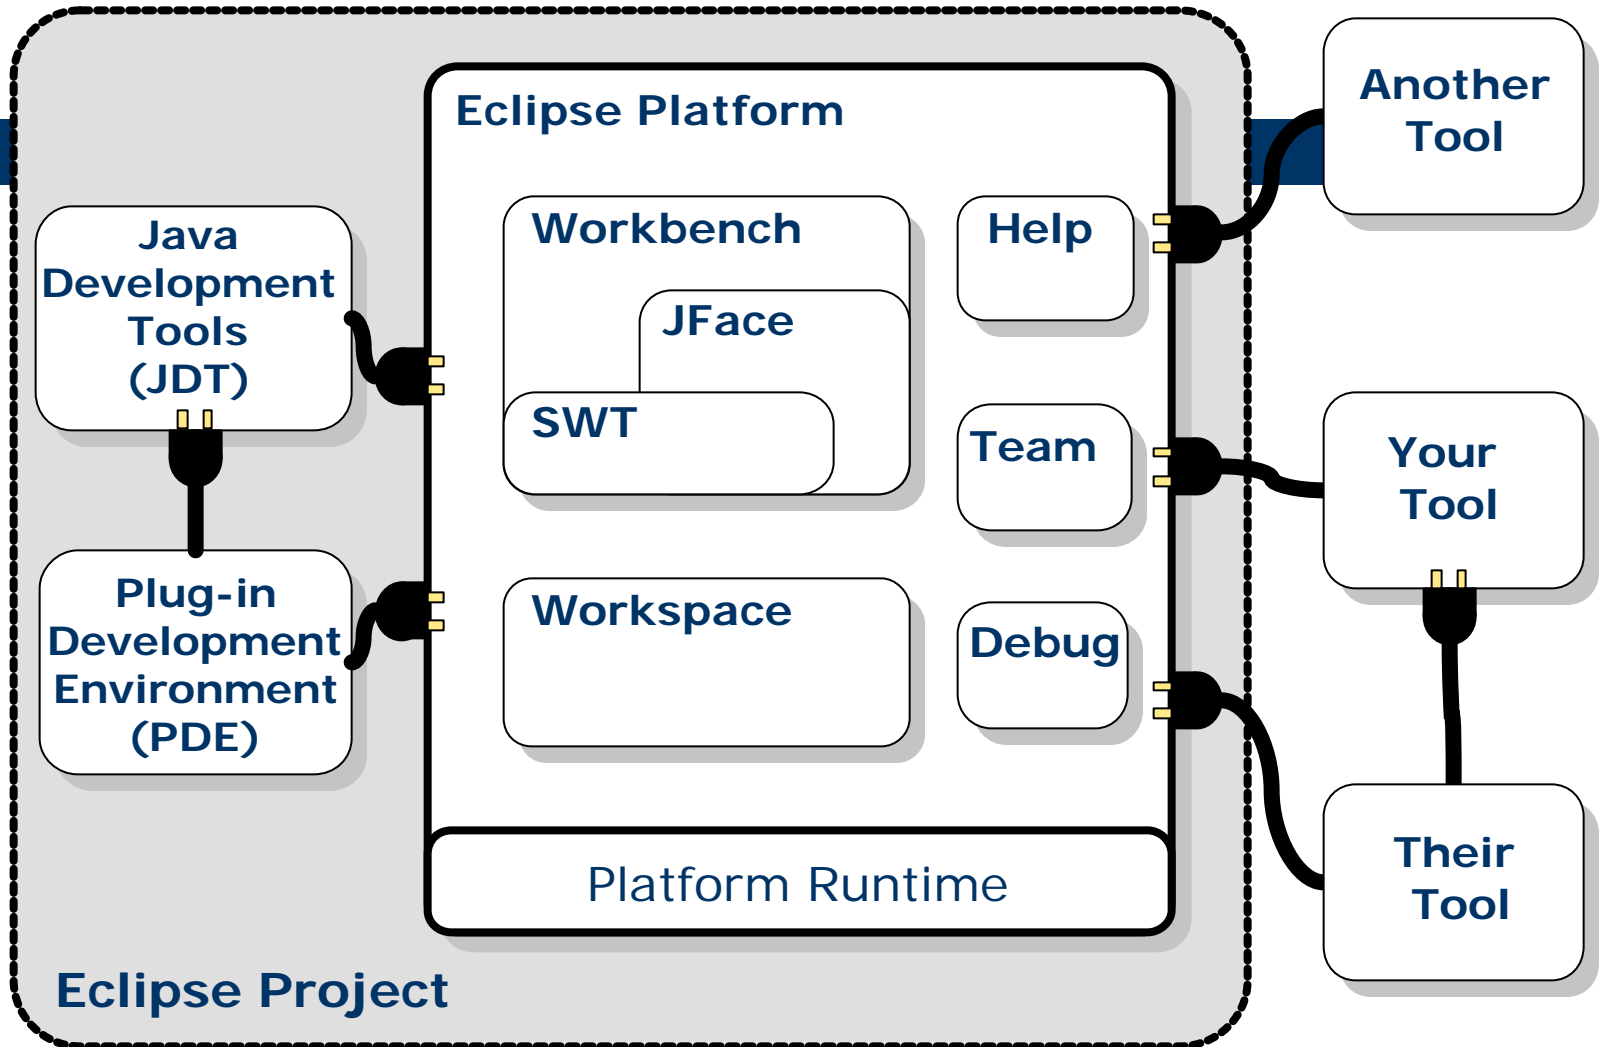 Eclipse Platform
Another
Tool
Java
Development
Tools
(JDT)
Workbench
JFace
SWT
Help
Team
Your
Tool
Plug-in
Development
Environment
(PDE)
Workspace
Debug
Their
Tool
Platform Runtime
Eclipse Project